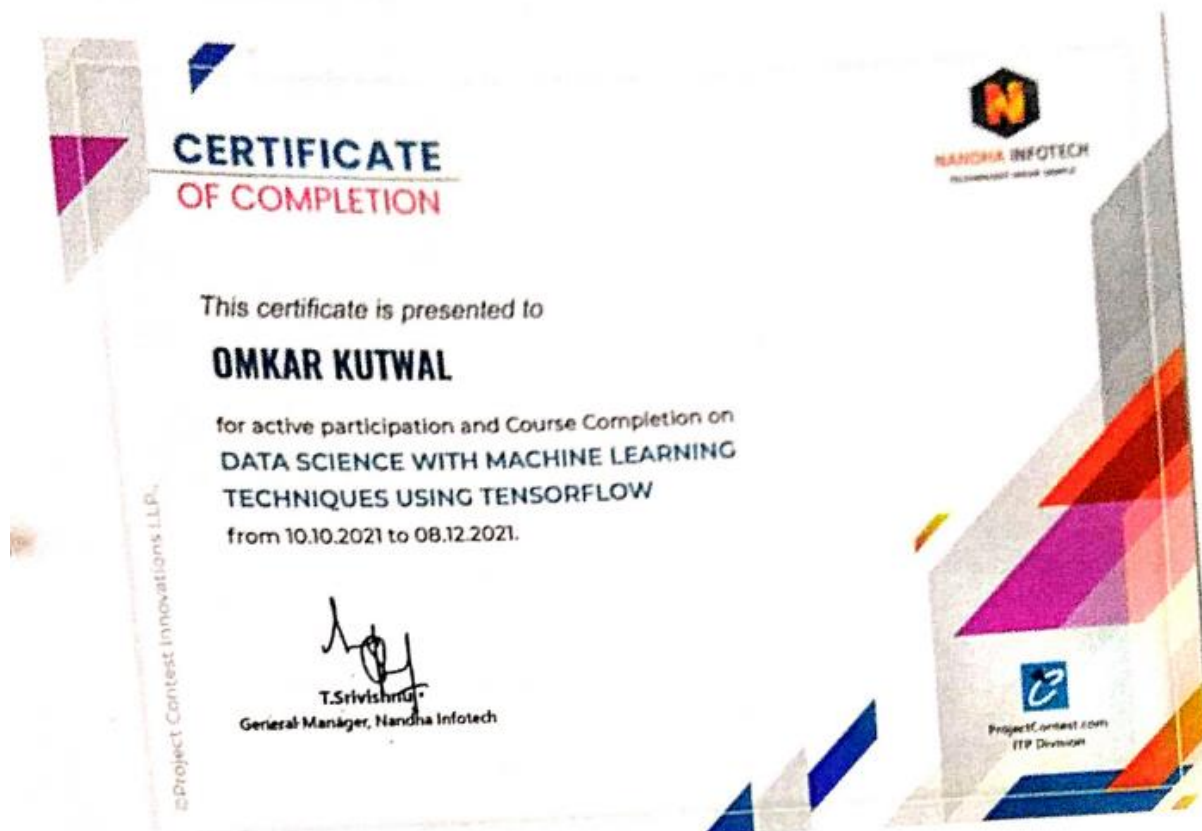 CERTIFICATE
OF COMPLETION
NANDHA INFOTECH
This certificate is presented to
OMKAR KUTWAL
for active participation and Course Completion on
DATA SCIENCE WITH MACHINE LEARNING
TECHNIQUES USING TENSORFLOW
from 10.10.2021 to 08.12.2021.
T.Srivishnu
General Manager, Nandha Infotech
©Project Contest Innovations LLP.,
ProjectContest.com
ITP Division